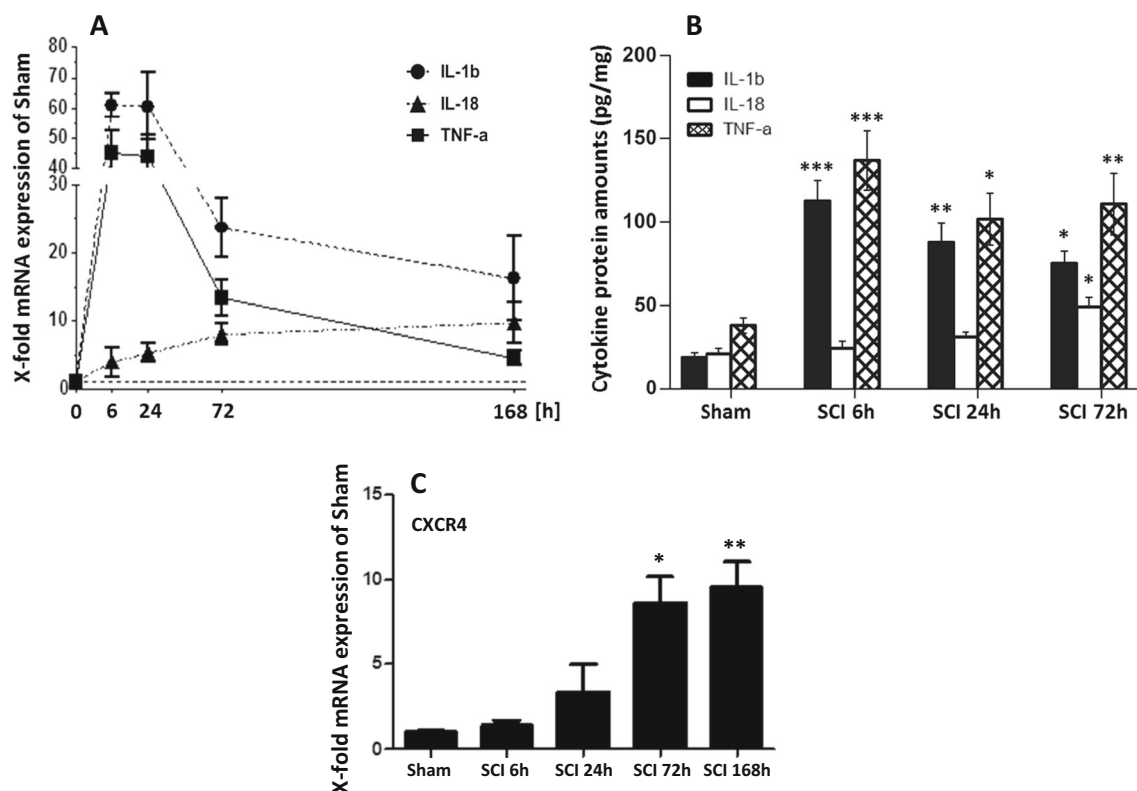 A
X-fold mRNA expression of Sham
80
70
60
50
40
30
20
10
0
IL-1b
IL-18
TNF-a
0 6 24 72 168 [h]
B
Cytokine protein amounts (pg/mg)
200
150
100
50
0
IL-1b
IL-18
TNF-a
*** ***
** *
* * **
Sham SCI 6h SCI 24h SCI 72h
C
X-fold mRNA expression of Sham
15
10
5
0
CXCR4
* **
Sham SCI 6h SCI 24h SCI 72h SCI 168h